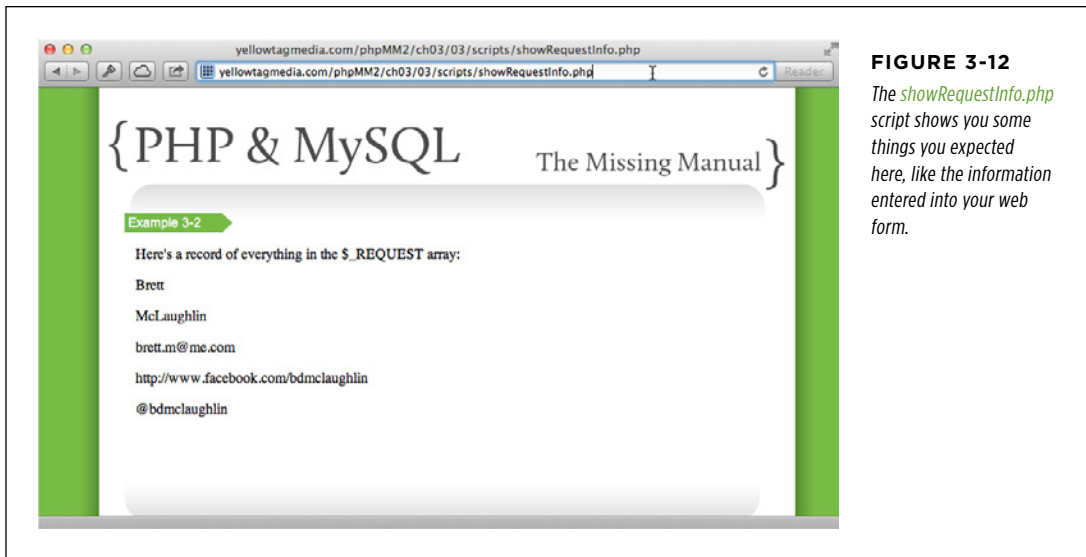 yellowtagmedia.com/phpMM2/ch03/03/scripts/showRequestInfo.php
yellowtagmedia.com/phpMM2/ch03/03/scripts/showRequestInfo.php
Reader
{PHP & MySQL
The Missing Manual}
Example 3-2
Here's a record of everything in the $_REQUEST array:
Brett
McLaughlin
brett.m@me.com
http://www.facebook.com/bdmclaughlin
@bdmclaughlin
FIGURE 3-12
The showRequestInfo.php
script shows you some
things you expected
here, like the information
entered into your web
form.